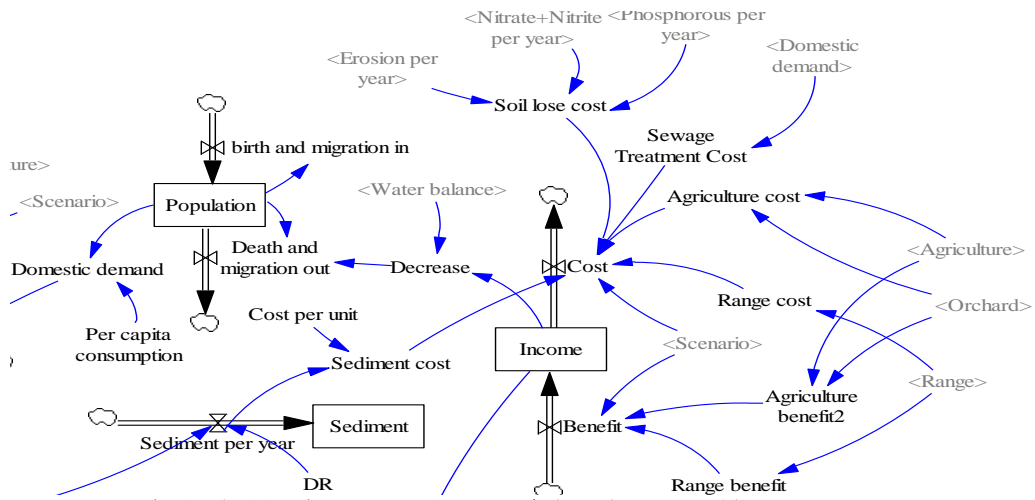 <Nitrate+Nitrite
per year>
<Phosphorous per
year>
<Domestic
demand>
<Erosion per
year>
Soil lose cost
Sewage
Treatment Cost
birth and migration in
ure>
<Scenario>
Population
<Water balance>
Agriculture cost
Death and
migration out
Domestic demand
Decrease
Cost
<Agriculture>
Range cost
<Orchard>
Per capita
consumption
Cost per unit
Income
<Scenario>
Sediment cost
<Range>
Agriculture
benefit2
Sediment per year
Sediment
Benefit
DR
Range benefit